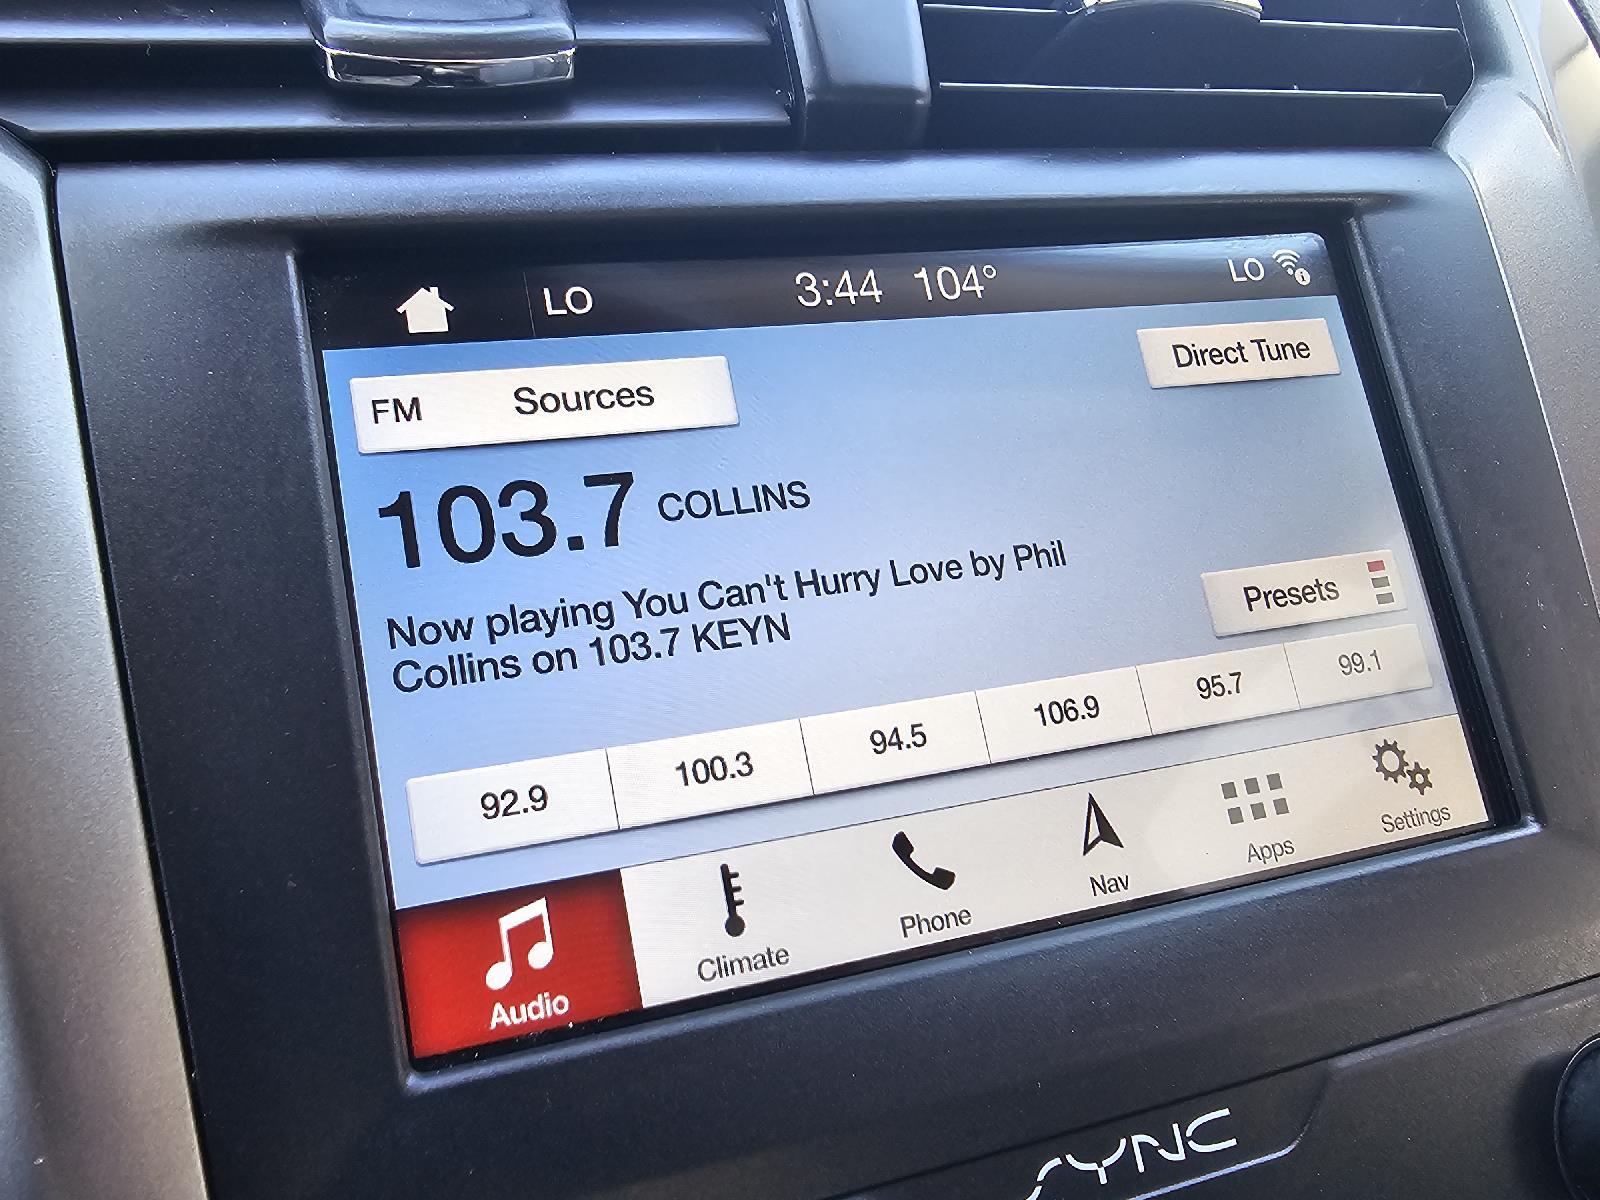 LO 3:44 104° LO
FM Sources
Direct Tune
103.7 COLLINS
Now playing You Can't Hurry Love by Phil
Collins on 103.7 KEYN
Presets
92.9 100.3 94.5 106.9 95.7 99.1
Audio Climate Phone Nav Apps Settings
SYNC